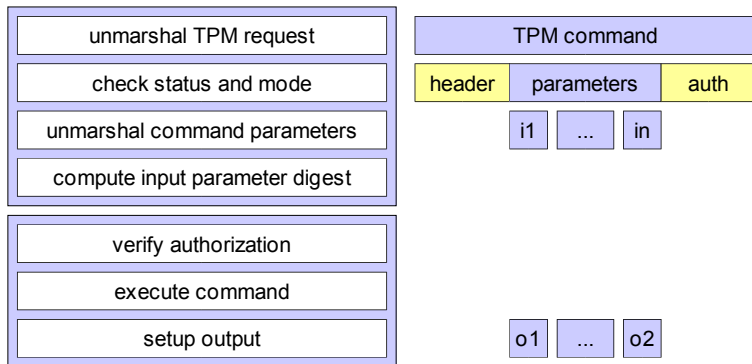 unmarshal TPM request
TPM command
check status and mode
header parameters auth
unmarshal command parameters
i1 ... in
compute input parameter digest
verify authorization
execute command
setup output
o1 ... o2